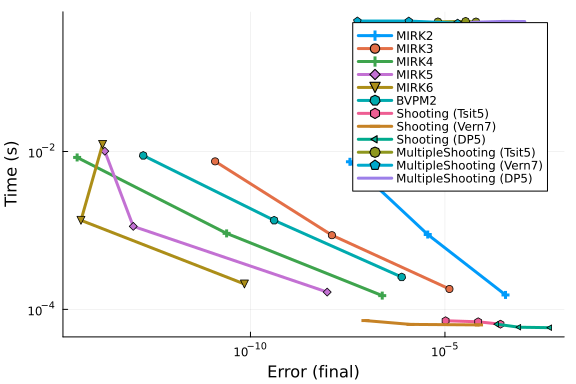 MIRK2
MIRK3
MIRK4
MIRK5
MIRK6
BVPM2
Shooting (Tsit5)
Shooting (Vern7)
Shooting (DP5)
MultipleShooting (Tsit5)
MultipleShooting (Vern7)
MultipleShooting (DP5)
Time (s)
10⁻²
10⁻⁴
10⁻¹⁰
10⁻⁵
Error (final)